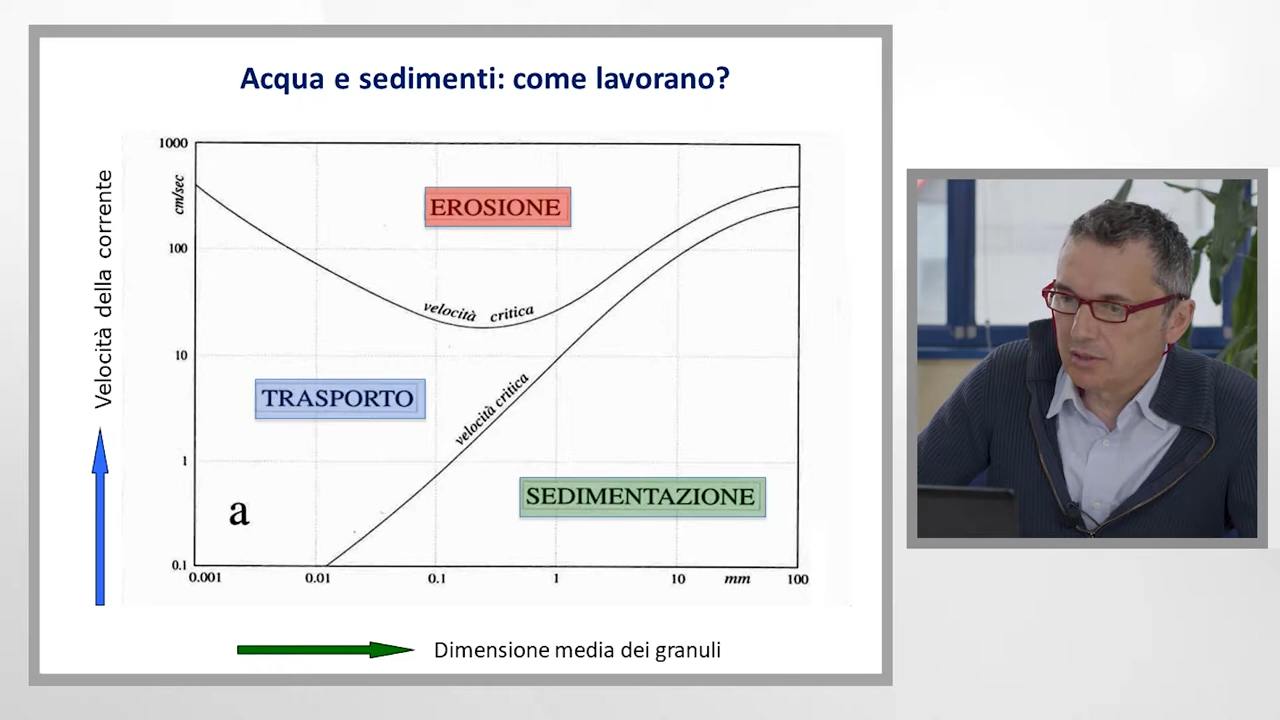 Acqua e sedimenti: come lavorano?
Velocità della corrente
cm/sec
1000
100
10
1
0.1
EROSIONE
velocità critica
velocità critica
TRASPORTO
SEDIMENTAZIONE
a
0.001 0.01 0.1 1 10 mm 100
Dimensione media dei granuli